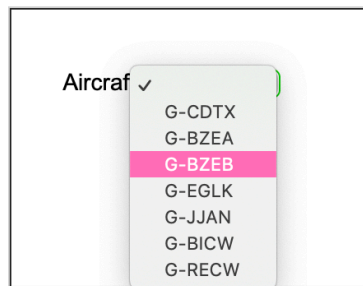 Aircraf ✓
G-CDTX
G-BZEA
G-BZEB
G-EGLK
G-JJAN
G-BICW
G-RECW